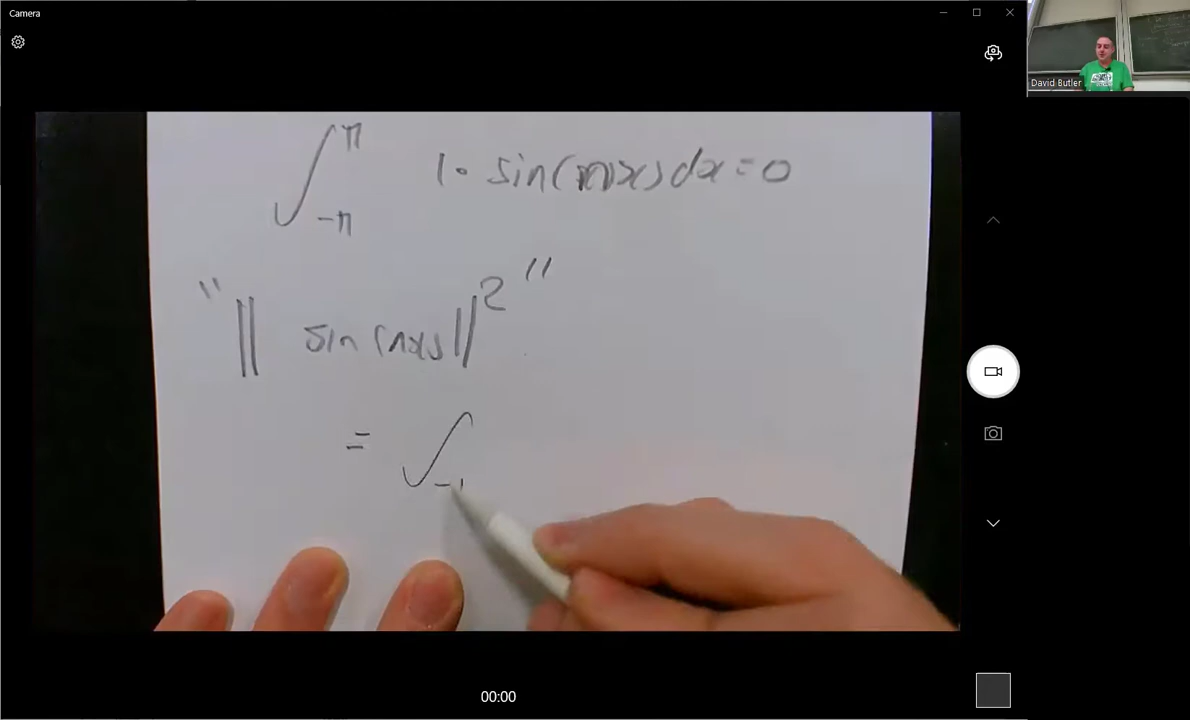 Camera
David Butler
∫_{-π}^{π} 1 · sin(nx) dx = 0
"‖ sin(nx) ‖²"
= ∫_-
00:00